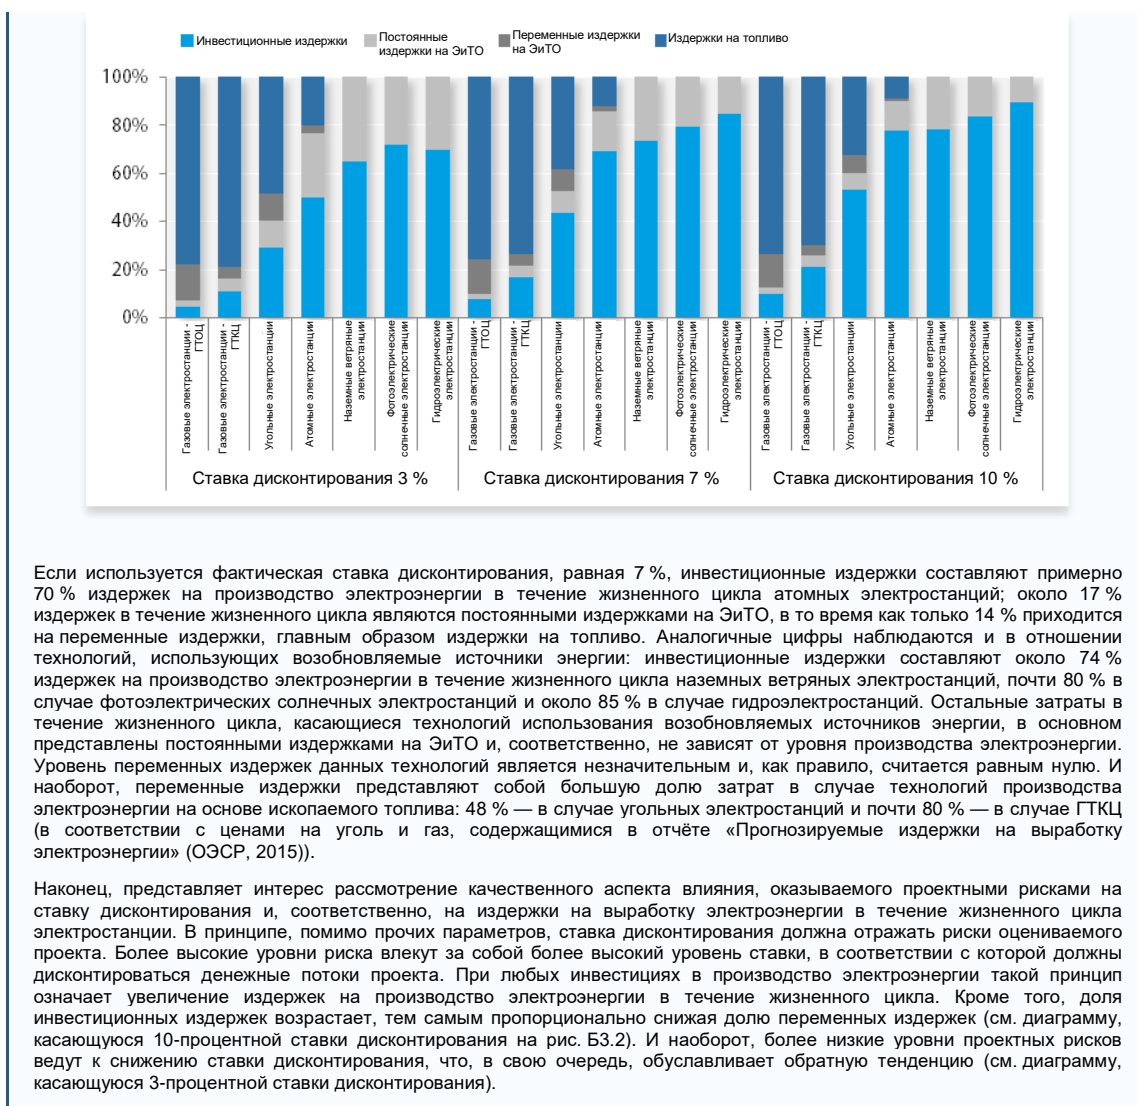 Инвестиционные издержки
Постоянные
издержки на ЭиТО
Переменные издержки
на ЭиТО
Издержки на топливо
100%
80%
60%
40%
20%
0%
Газовые электростанции -
ГТОЦ
Газовые электростанции -
ГТКЦ
Угольные электростанции
Атомные электростанции
Наземные ветряные
электростанции
Фотоэлектрические
солнечные электростанции
Гидроэлектрические
электростанции
Газовые электростанции -
ГТОЦ
Газовые электростанции -
ГТКЦ
Угольные электростанции
Атомные электростанции
Наземные ветряные
электростанции
Фотоэлектрические
солнечные электростанции
Гидроэлектрические
электростанции
Газовые электростанции -
ГТОЦ
Газовые электростанции -
ГТКЦ
Угольные электростанции
Атомные электростанции
Наземные ветряные
электростанции
Фотоэлектрические
солнечные электростанции
Гидроэлектрические
электростанции
Ставка дисконтирования 3 %
Ставка дисконтирования 7 %
Ставка дисконтирования 10 %
Если используется фактическая ставка дисконтирования, равная 7 %, инвестиционные издержки составляют примерно
70 % издержек на производство электроэнергии в течение жизненного цикла атомных электростанций; около 17 %
издержек в течение жизненного цикла являются постоянными издержками на ЭиТО, в то время как только 14 % приходится
на переменные издержки, главным образом издержки на топливо. Аналогичные цифры наблюдаются и в отношении
технологий, использующих возобновляемые источники энергии: инвестиционные издержки составляют около 74 %
издержек на производство электроэнергии в течение жизненного цикла наземных ветряных электростанций, почти 80 % в
случае фотоэлектрических солнечных электростанций и около 85 % в случае гидроэлектростанций. Остальные затраты в
течение жизненного цикла, касающиеся технологий использования возобновляемых источников энергии, в основном
представлены постоянными издержками на ЭиТО и, соответственно, не зависят от уровня производства электроэнергии.
Уровень переменных издержек данных технологий является незначительным и, как правило, считается равным нулю. И
наоборот, переменные издержки представляют собой большую долю затрат в случае технологий производства
электроэнергии на основе ископаемого топлива: 48 % — в случае угольных электростанций и почти 80 % — в случае ГТКЦ
(в соответствии с ценами на уголь и газ, содержащимися в отчёте «Прогнозируемые издержки на выработку
электроэнергии» (ОЭСР, 2015)).
Наконец, представляет интерес рассмотрение качественного аспекта влияния, оказываемого проектными рисками на
ставку дисконтирования и, соответственно, на издержки на выработку электроэнергии в течение жизненного цикла
электростанции. В принципе, помимо прочих параметров, ставка дисконтирования должна отражать риски оцениваемого
проекта. Более высокие уровни риска влекут за собой более высокий уровень ставки, в соответствии с которой должны
дисконтироваться денежные потоки проекта. При любых инвестициях в производство электроэнергии такой принцип
означает увеличение издержек на производство электроэнергии в течение жизненного цикла. Кроме того, доля
инвестиционных издержек возрастает, тем самым пропорционально снижая долю переменных издержек (см. диаграмму,
касающуюся 10-процентной ставки дисконтирования на рис. Б3.2). И наоборот, более низкие уровни проектных рисков
ведут к снижению ставки дисконтирования, что, в свою очередь, обуславливает обратную тенденцию (см. диаграмму,
касающуюся 3-процентной ставки дисконтирования).